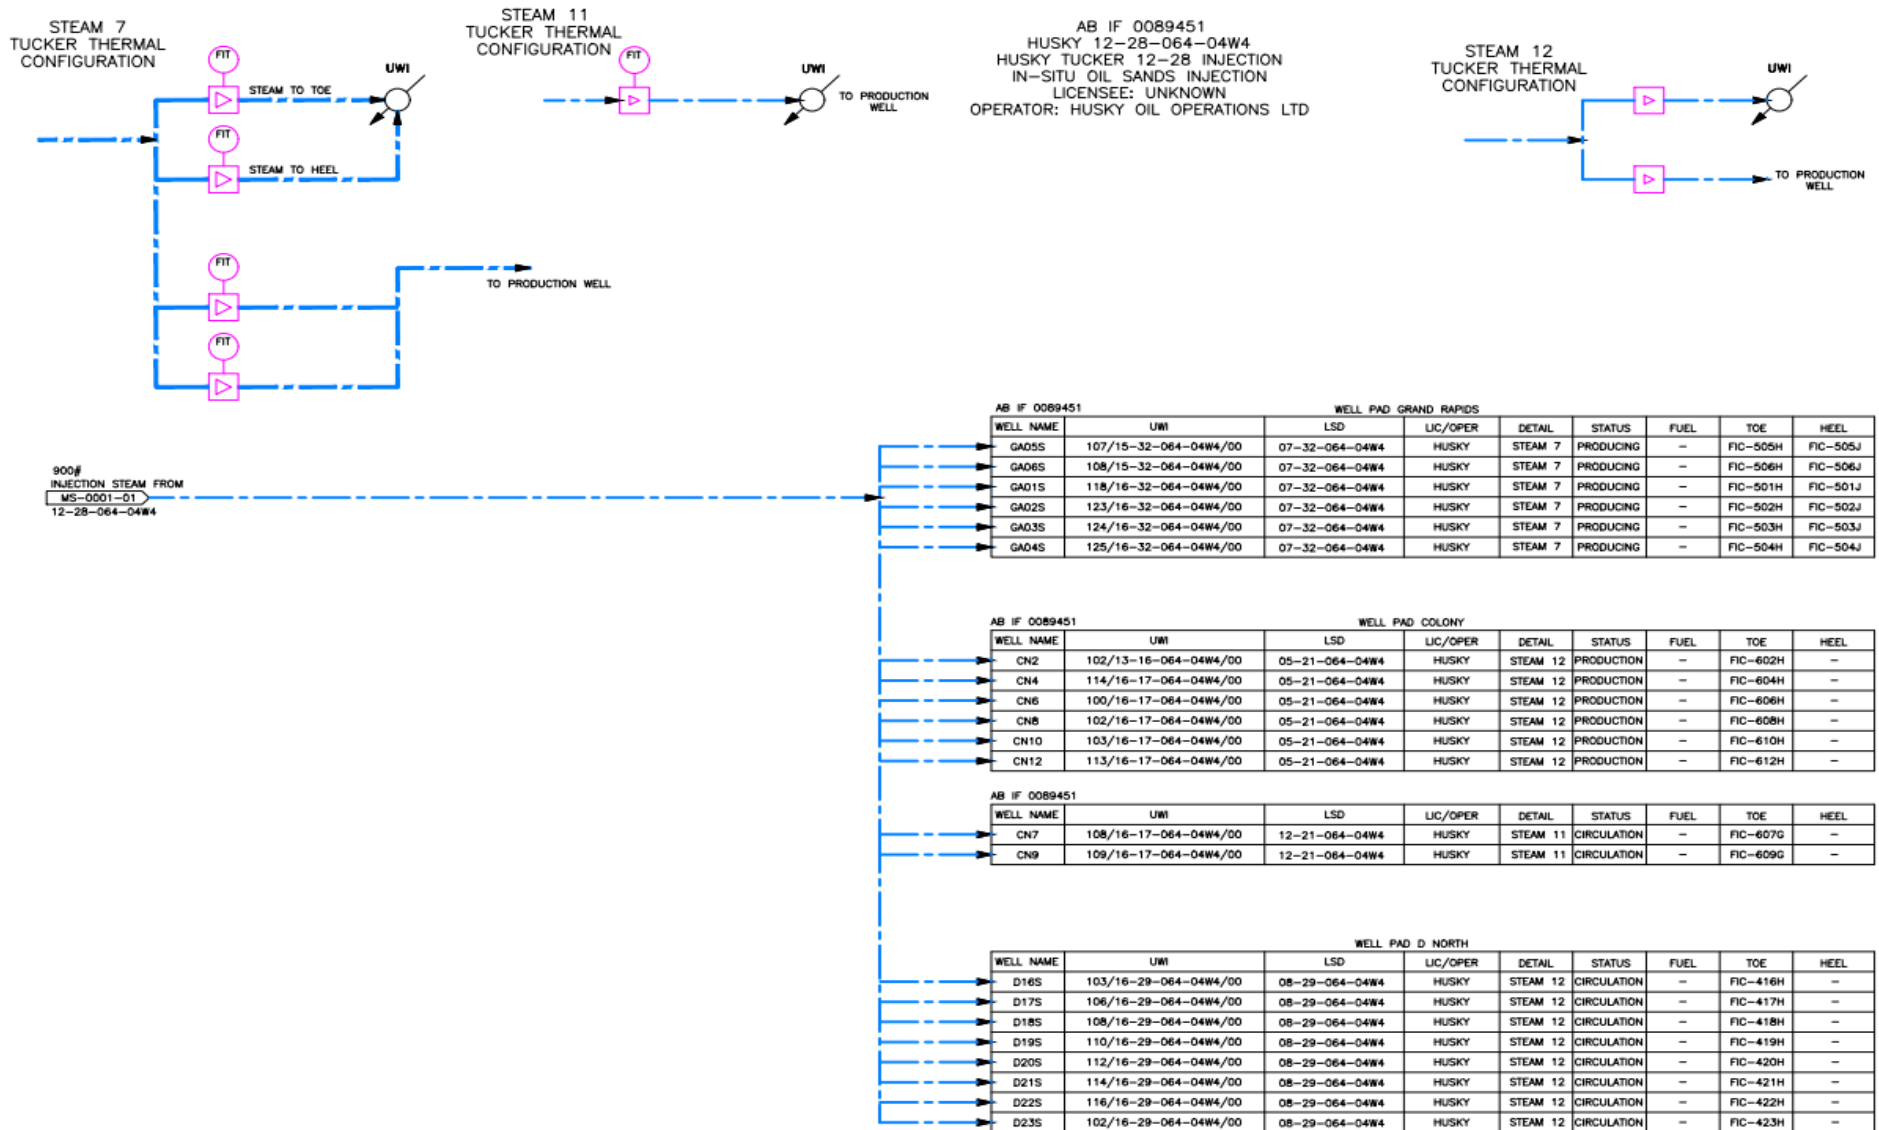 STEAM 7
TUCKER THERMAL
CONFIGURATION
FIT
STEAM TO TOE
UWI
FIT
STEAM TO HEEL
FIT
TO PRODUCTION WELL
FIT
STEAM 11
TUCKER THERMAL
CONFIGURATION
FIT
UWI
TO PRODUCTION
WELL
AB IF 0089451
HUSKY 12-28-064-04W4
HUSKY TUCKER 12-28 INJECTION
IN-SITU OIL SANDS INJECTION
LICENSEE: UNKNOWN
OPERATOR: HUSKY OIL OPERATIONS LTD
STEAM 12
TUCKER THERMAL
CONFIGURATION
UWI
TO PRODUCTION
WELL
900#
INJECTION STEAM FROM
MS-0001-01
12-28-064-04W4
AB IF 0089451 WELL PAD GRAND RAPIDS
WELL NAME UWI LSD LIC/OPER DETAIL STATUS FUEL TOE HEEL
GA05S 107/15-32-064-04W4/00 07-32-064-04W4 HUSKY STEAM 7 PRODUCING - FIC-505H FIC-505J
GA06S 108/15-32-064-04W4/00 07-32-064-04W4 HUSKY STEAM 7 PRODUCING - FIC-506H FIC-506J
GA01S 118/16-32-064-04W4/00 07-32-064-04W4 HUSKY STEAM 7 PRODUCING - FIC-501H FIC-501J
GA02S 123/16-32-064-04W4/00 07-32-064-04W4 HUSKY STEAM 7 PRODUCING - FIC-502H FIC-502J
GA03S 124/16-32-064-04W4/00 07-32-064-04W4 HUSKY STEAM 7 PRODUCING - FIC-503H FIC-503J
GA04S 125/16-32-064-04W4/00 07-32-064-04W4 HUSKY STEAM 7 PRODUCING - FIC-504H FIC-504J
AB IF 0089451 WELL PAD COLONY
WELL NAME UWI LSD LIC/OPER DETAIL STATUS FUEL TOE HEEL
CN2 102/13-16-064-04W4/00 05-21-064-04W4 HUSKY STEAM 12 PRODUCTION - FIC-602H -
CN4 114/16-17-064-04W4/00 05-21-064-04W4 HUSKY STEAM 12 PRODUCTION - FIC-604H -
CN6 100/16-17-064-04W4/00 05-21-064-04W4 HUSKY STEAM 12 PRODUCTION - FIC-606H -
CN8 102/16-17-064-04W4/00 05-21-064-04W4 HUSKY STEAM 12 PRODUCTION - FIC-608H -
CN10 103/16-17-064-04W4/00 05-21-064-04W4 HUSKY STEAM 12 PRODUCTION - FIC-610H -
CN12 113/16-17-064-04W4/00 05-21-064-04W4 HUSKY STEAM 12 PRODUCTION - FIC-612H -
AB IF 0089451
WELL NAME UWI LSD LIC/OPER DETAIL STATUS FUEL TOE HEEL
CN7 108/16-17-064-04W4/00 12-21-064-04W4 HUSKY STEAM 11 CIRCULATION - FIC-607G -
CN9 109/16-17-064-04W4/00 12-21-064-04W4 HUSKY STEAM 11 CIRCULATION - FIC-609G -
WELL PAD D NORTH
WELL NAME UWI LSD LIC/OPER DETAIL STATUS FUEL TOE HEEL
D16S 103/16-29-064-04W4/00 08-29-064-04W4 HUSKY STEAM 12 CIRCULATION - FIC-416H -
D17S 106/16-29-064-04W4/00 08-29-064-04W4 HUSKY STEAM 12 CIRCULATION - FIC-417H -
D18S 108/16-29-064-04W4/00 08-29-064-04W4 HUSKY STEAM 12 CIRCULATION - FIC-418H -
D19S 110/16-29-064-04W4/00 08-29-064-04W4 HUSKY STEAM 12 CIRCULATION - FIC-419H -
D20S 112/16-29-064-04W4/00 08-29-064-04W4 HUSKY STEAM 12 CIRCULATION - FIC-420H -
D21S 114/16-29-064-04W4/00 08-29-064-04W4 HUSKY STEAM 12 CIRCULATION - FIC-421H -
D22S 116/16-29-064-04W4/00 08-29-064-04W4 HUSKY STEAM 12 CIRCULATION - FIC-422H -
D23S 102/16-29-064-04W4/00 08-29-064-04W4 HUSKY STEAM 12 CIRCULATION - FIC-423H -